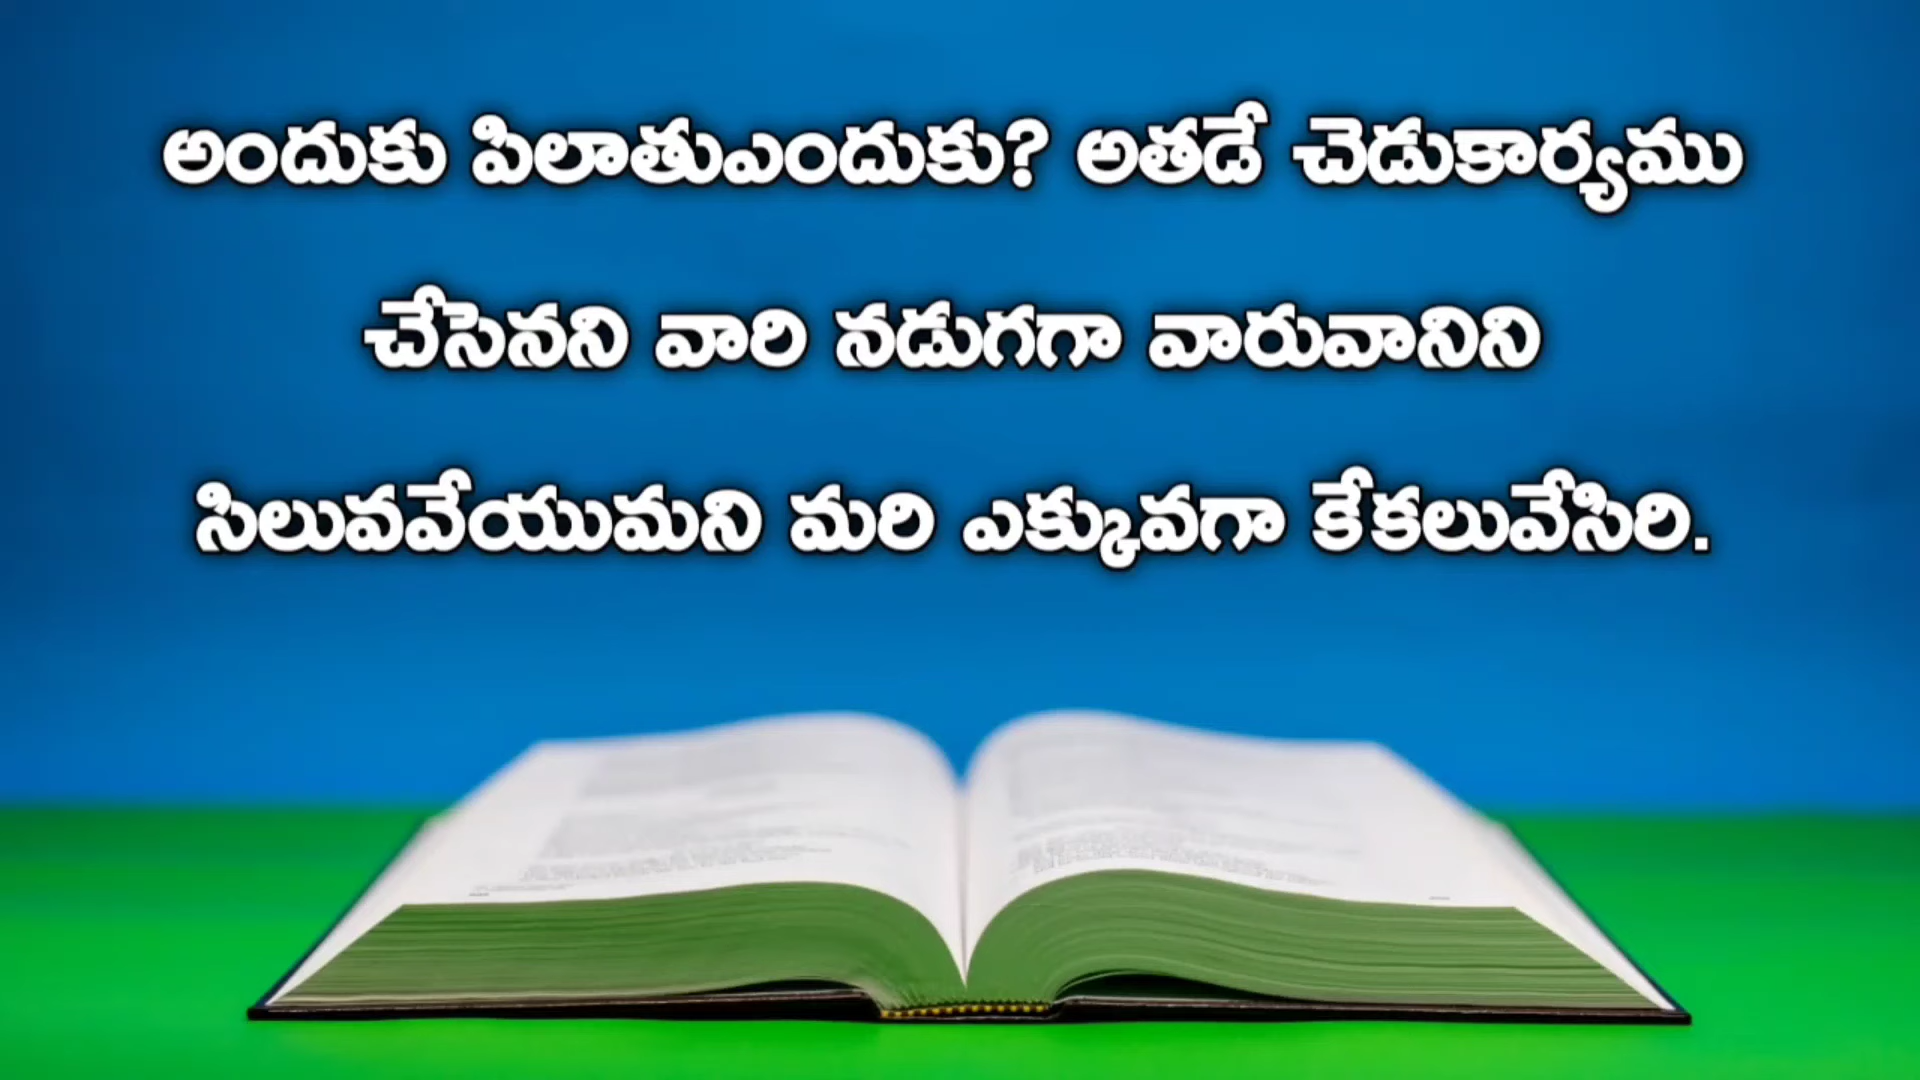 అందుకు పిలాతుఎందుకు? అతడే చెడుకార్యము
చేసెనని వారి నడుగగా వారువానిని
సిలువవేయుమని మరి ఎక్కువగా కేకలువేసిరి.